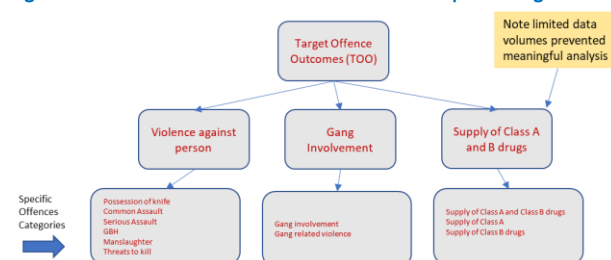 Target Offence
Outcomes (TOO)
Note limited data
volumes prevented
meaningful analysis
Violence against
person
Gang
Involvement
Supply of Class A
and B drugs
Specific
Offences
Categories
Possession of knife
Common Assault
Serious Assault
GBH
Manslaughter
Threats to kill
Gang involvement
Gang related violence
Supply of Class A and Class B drugs
Supply of Class A
Supply of Class B drugs